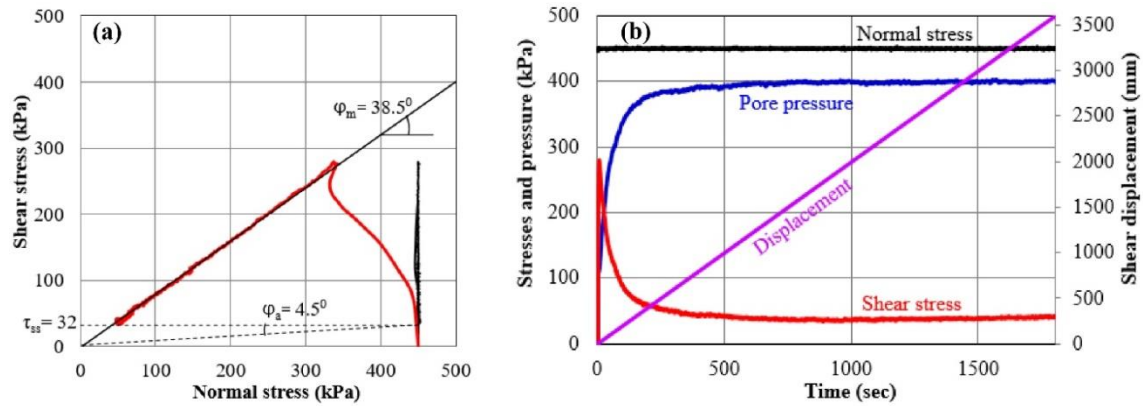 (a)
500
400
300
200
100
τss= 32
0
Shear stress (kPa)
φm= 38.5⁰
φa= 4.5⁰
0 100 200 300 400 500
Normal stress (kPa)
(b)
500
400
300
200
100
0
Stresses and pressure (kPa)
Normal stress
Pore pressure
Displacement
Shear stress
3500
3000
2500
2000
1500
1000
500
0
Shear displacement (mm)
0 500 1000 1500
Time (sec)